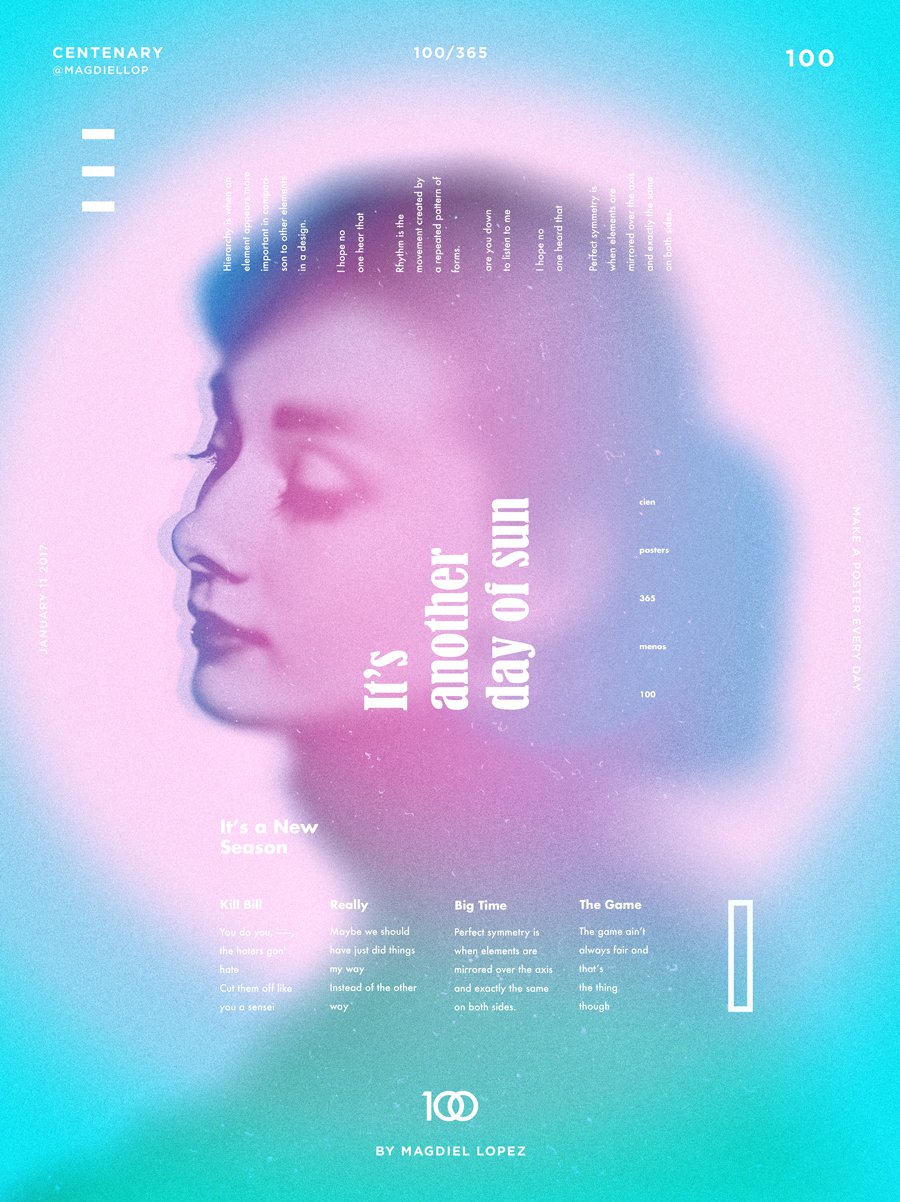 CENTENARY
@MAGDIELLOP
100/365
100
Hierarchy is when an
element appears more
important in compari-
son to other elements
in a design.
I hope no
one hear that
Rhythm is the
movement created by
a repeated pattern of
forms.
are you down
to listen to me
I hope no
one heard that
Perfect symmetry is
when elements are
mirrored over the axis
and exactly the same
on both sides.
JANUARY 11 2017
It's
another
day of sun
cien
posters
365
menos
100
MAKE A POSTER EVERY DAY
It's a New
Season
Kill Bill
You do you, ——,
the haters gon'
hate
Cut them off like
you a sensei
Really
Maybe we should
have just did things
my way
Instead of the other
way
Big Time
Perfect symmetry is
when elements are
mirrored over the axis
and exactly the same
on both sides.
The Game
The game ain't
always fair and
that's
the thing
though
100
BY MAGDIEL LOPEZ